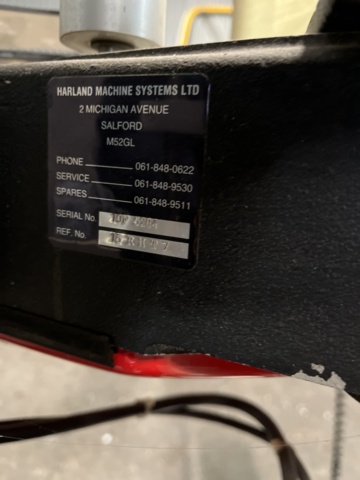 HARLAND MACHINE SYSTEMS LTD
2 MICHIGAN AVENUE
SALFORD
M52GL
PHONE 061-848-0622
SERVICE 061-848-9530
SPARES 061-848-9511
SERIAL No.
REF. No.